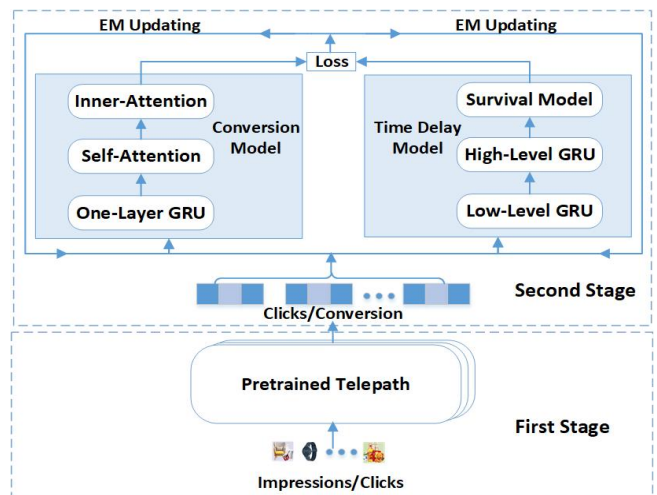 EM Updating
EM Updating
Loss
Inner-Attention
Self-Attention
One-Layer GRU
Conversion
Model
Time Delay
Model
Survival Model
High-Level GRU
Low-Level GRU
Clicks/Conversion
Second Stage
Pretrained Telepath
First Stage
Impressions/Clicks